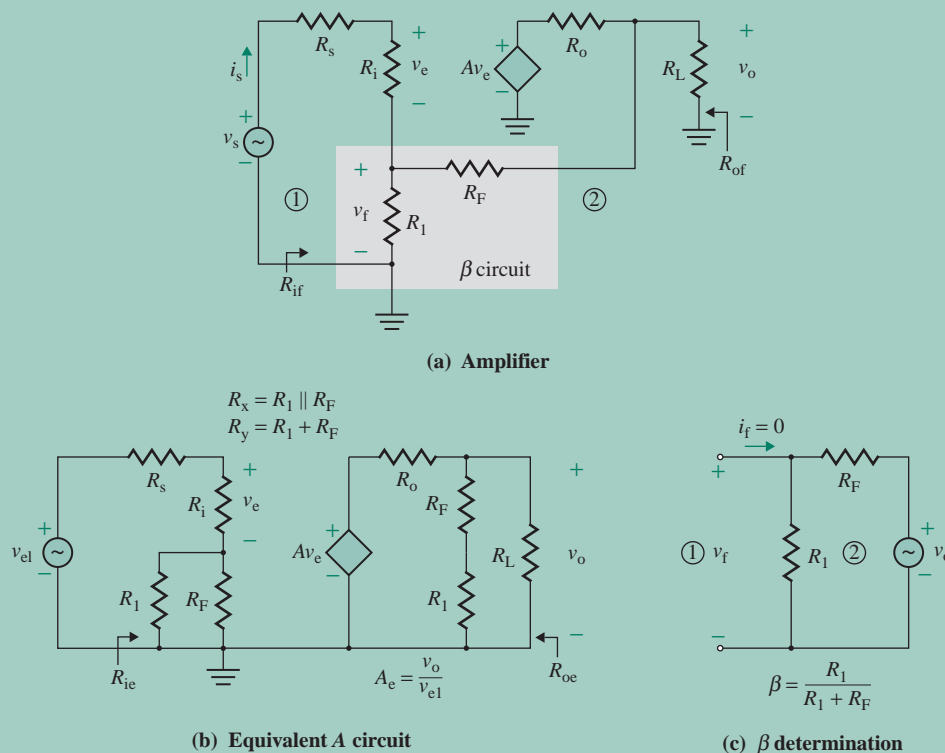 R_s
+
i_s
R_i
v_e
−
+
v_s
−
①
+
v_f
R_1
−
R_if
R_F
β circuit
②
+
Av_e
−
R_o
R_L
+
v_o
−
R_of
(a) Amplifier
R_x = R_1 || R_F
R_y = R_1 + R_F
R_s
+
R_i
v_e
−
+
v_el
−
R_1
R_F
R_ie
+
Av_e
−
R_o
R_F
R_1
R_L
+
v_o
−
R_oe
A_e = v_o / v_e1
(b) Equivalent A circuit
i_f = 0
+
① v_f
−
R_1
R_F
②
+
−
β = R_1 / (R_1 + R_F)
(c) β determination